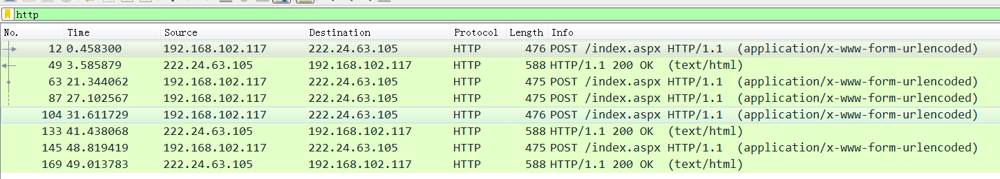 http
No. Time Source Destination Protocol Length Info
12 0.458300 192.168.102.117 222.24.63.105 HTTP 476 POST /index.aspx HTTP/1.1 (application/x-www-form-urlencoded)
49 3.585879 222.24.63.105 192.168.102.117 HTTP 588 HTTP/1.1 200 OK (text/html)
63 21.344062 192.168.102.117 222.24.63.105 HTTP 475 POST /index.aspx HTTP/1.1 (application/x-www-form-urlencoded)
87 27.102567 192.168.102.117 222.24.63.105 HTTP 475 POST /index.aspx HTTP/1.1 (application/x-www-form-urlencoded)
104 31.611729 192.168.102.117 222.24.63.105 HTTP 476 POST /index.aspx HTTP/1.1 (application/x-www-form-urlencoded)
133 41.438068 222.24.63.105 192.168.102.117 HTTP 588 HTTP/1.1 200 OK (text/html)
145 48.819419 192.168.102.117 222.24.63.105 HTTP 475 POST /index.aspx HTTP/1.1 (application/x-www-form-urlencoded)
169 49.013783 222.24.63.105 192.168.102.117 HTTP 588 HTTP/1.1 200 OK (text/html)